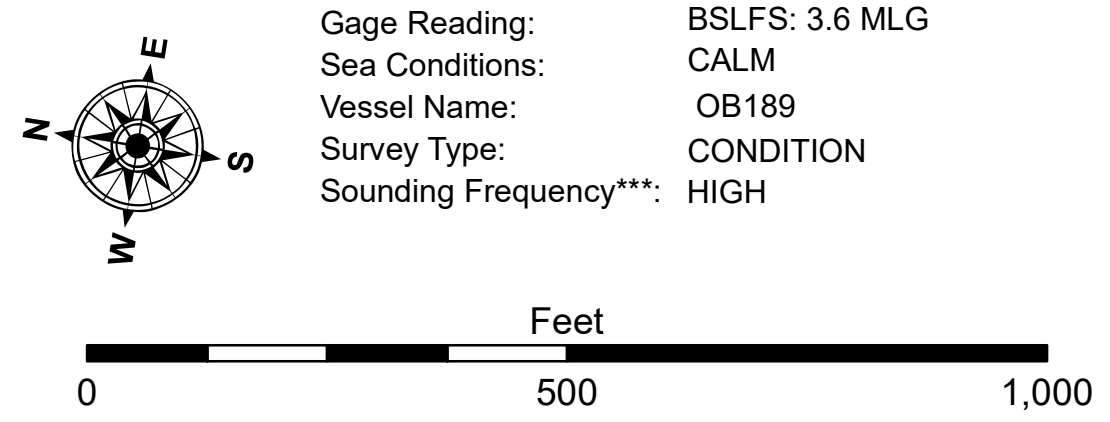 E
N
S
W
Gage Reading: BSLFS: 3.6 MLG
Sea Conditions: CALM
Vessel Name: OB189
Survey Type: CONDITION
Sounding Frequency***: HIGH
Feet
0 500 1,000